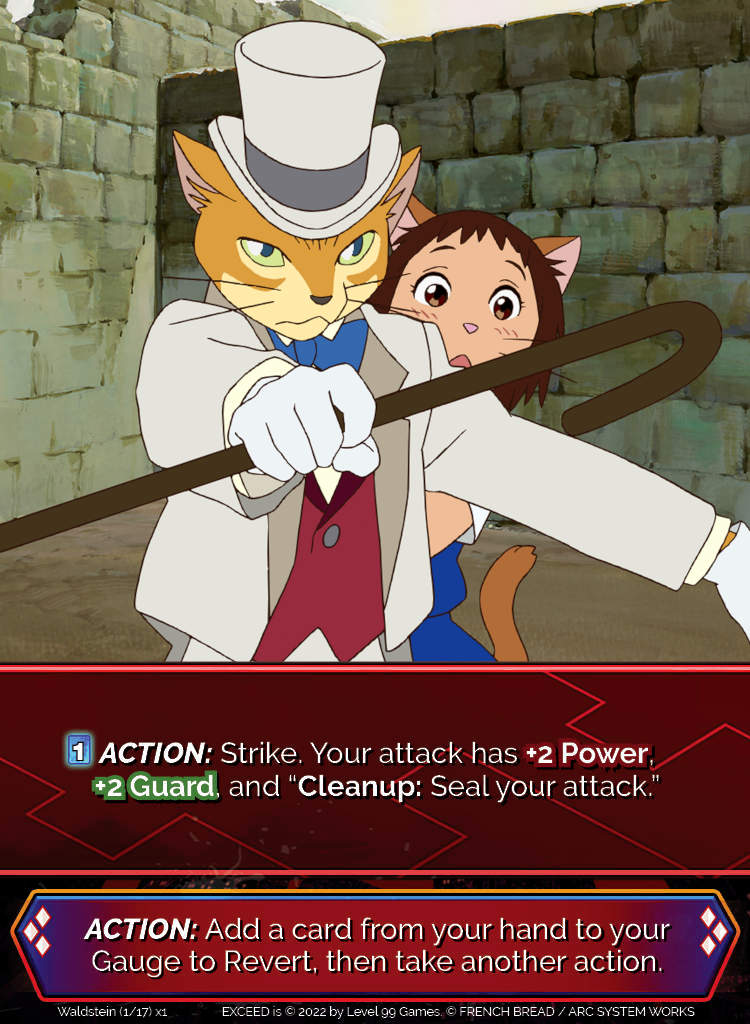 1 ACTION: Strike. Your attack has +2 Power,
+2 Guard, and “Cleanup: Seal your attack.”
ACTION: Add a card from your hand to your
Gauge to Revert, then take another action.
Waldstein (1/17) x1 EXCEED is © 2022 by Level 99 Games. © FRENCH BREAD / ARC SYSTEM WORKS